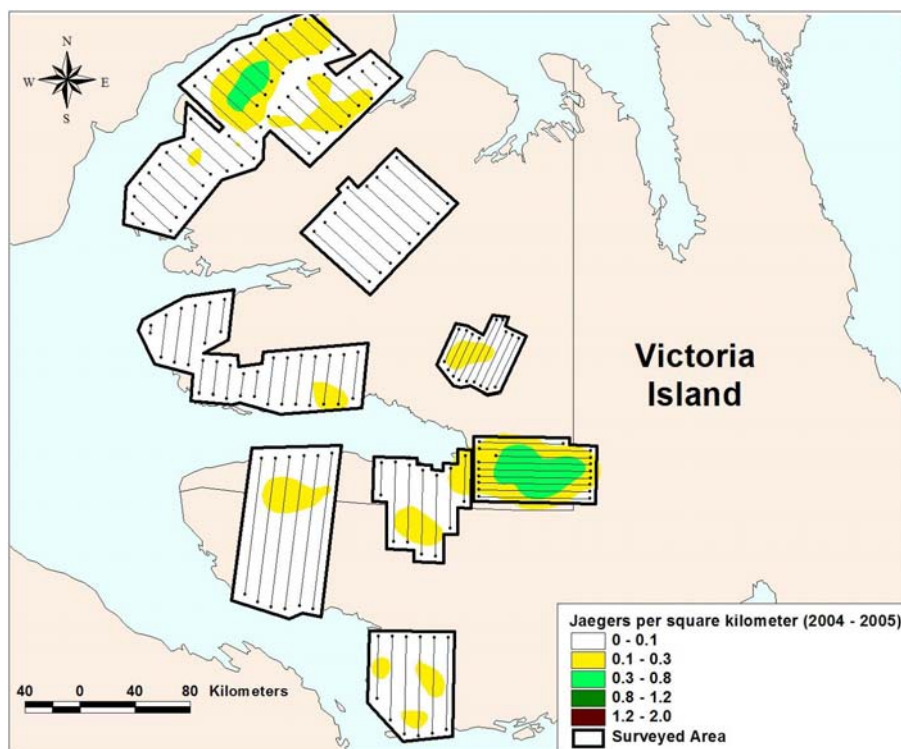 N
W E
S
Victoria
Island
Jaegers per square kilometer (2004 - 2005)
0 - 0.1
0.1 - 0.3
0.3 - 0.8
0.8 - 1.2
1.2 - 2.0
Surveyed Area
40 0 40 80 Kilometers